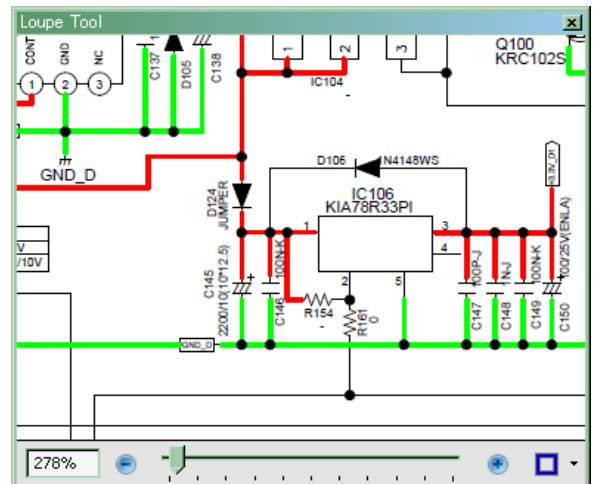 Loupe Tool
CONT
GND
NC
1
2
3
C137
D105
C138
1
2
3
IC104
-
Q100
KRC102S
GND_D
D106
1N4148WS
+3.3V_D1
D124
JUMPER
IC106
KIA78R33PI
1
3
4
2
5
V
/10V
C145
2200/10(10*12.5)
100N-K
C146
R154
-
R161
0
100P-J
C147
1N-J
C148
100N-K
C149
100/25V(ENLA)
C150
GND_D
278%